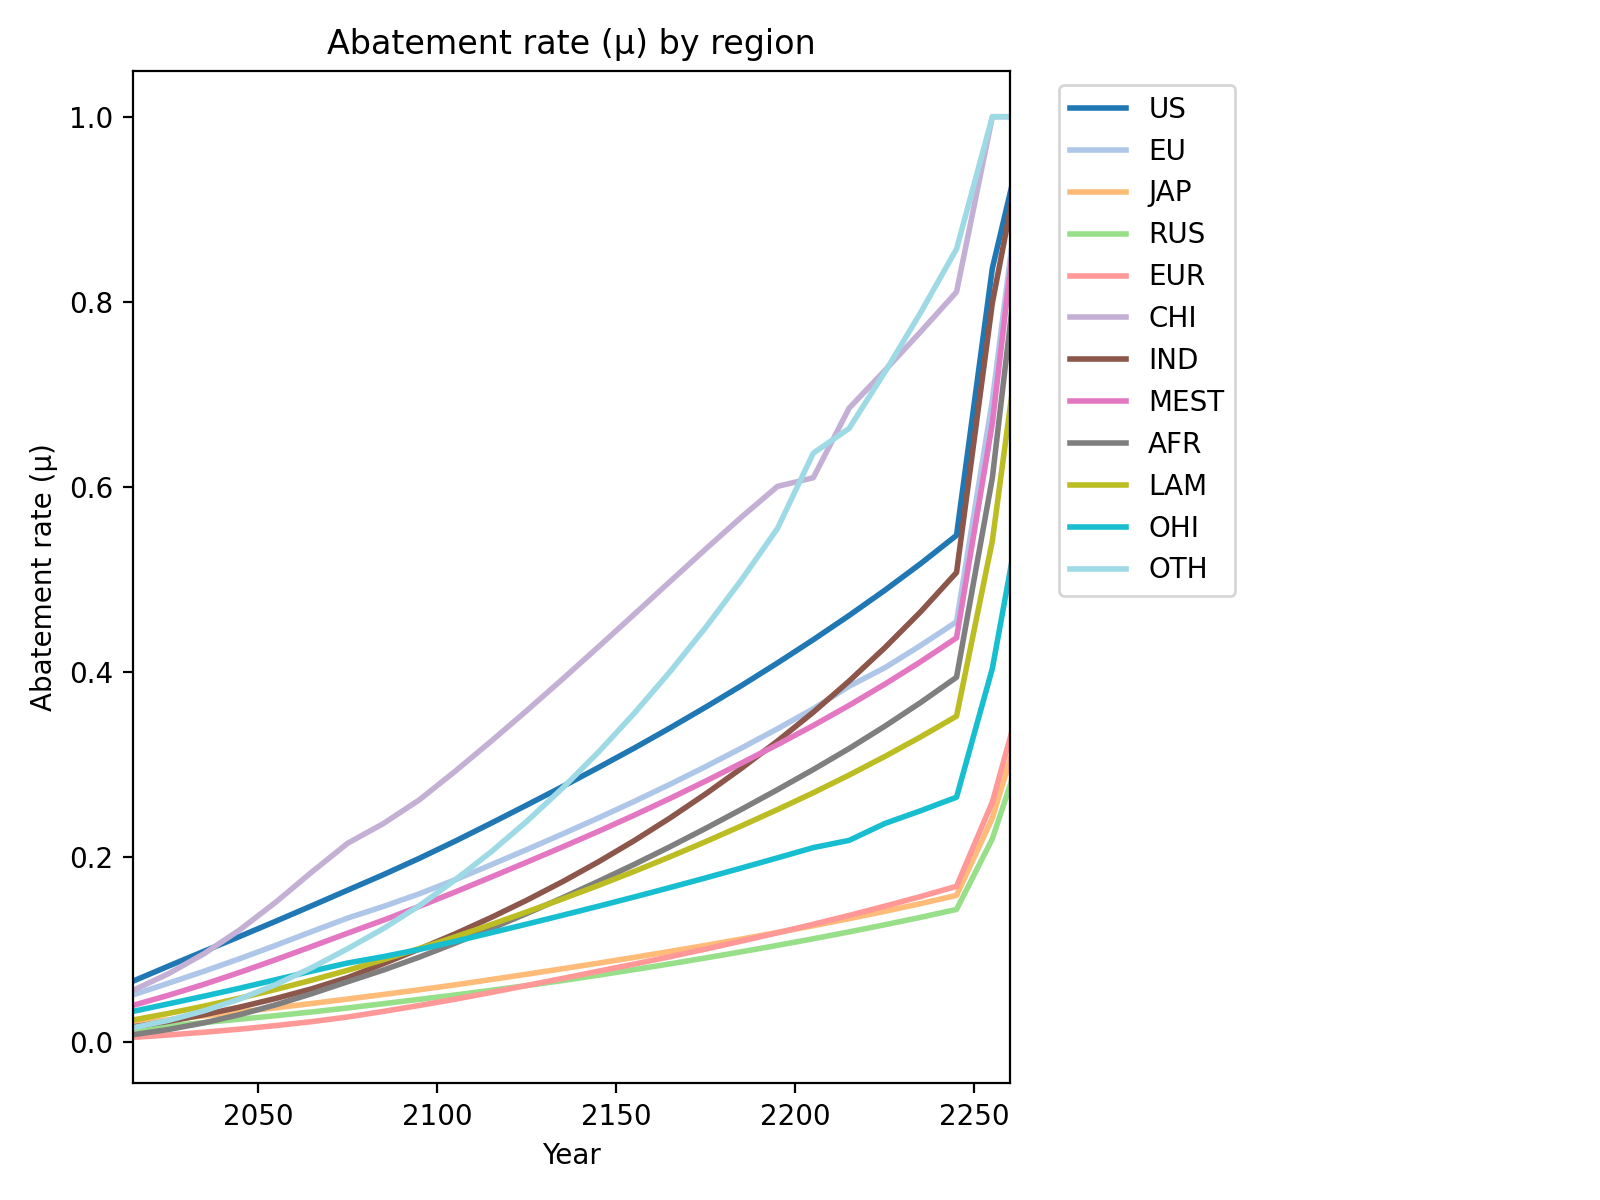 Abatement rate (μ) by region
Abatement rate (μ)
1.0
0.8
0.6
0.4
0.2
0.0
2050
2100
2150
2200
2250
Year
US
EU
JAP
RUS
EUR
CHI
IND
MEST
AFR
LAM
OHI
OTH